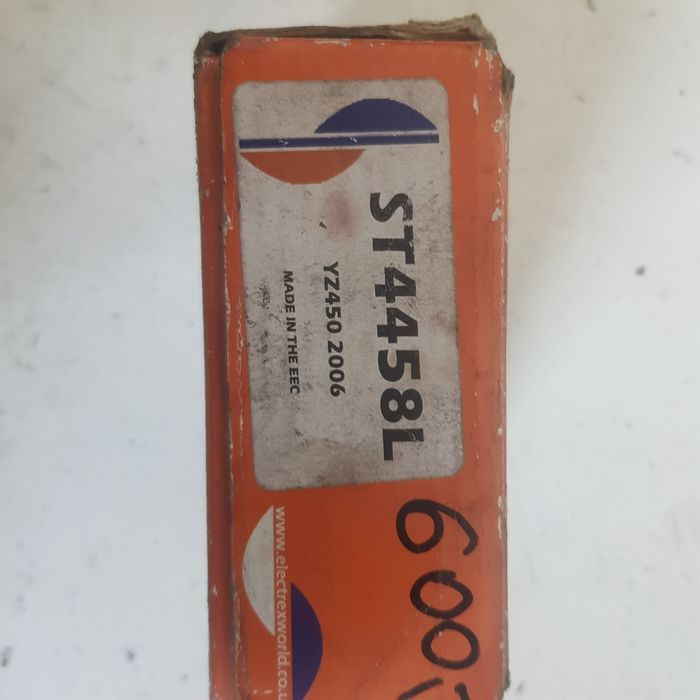 ST4458L
YZ450 2006
MADE IN THE EEC
www.electrexworld.co.u
600